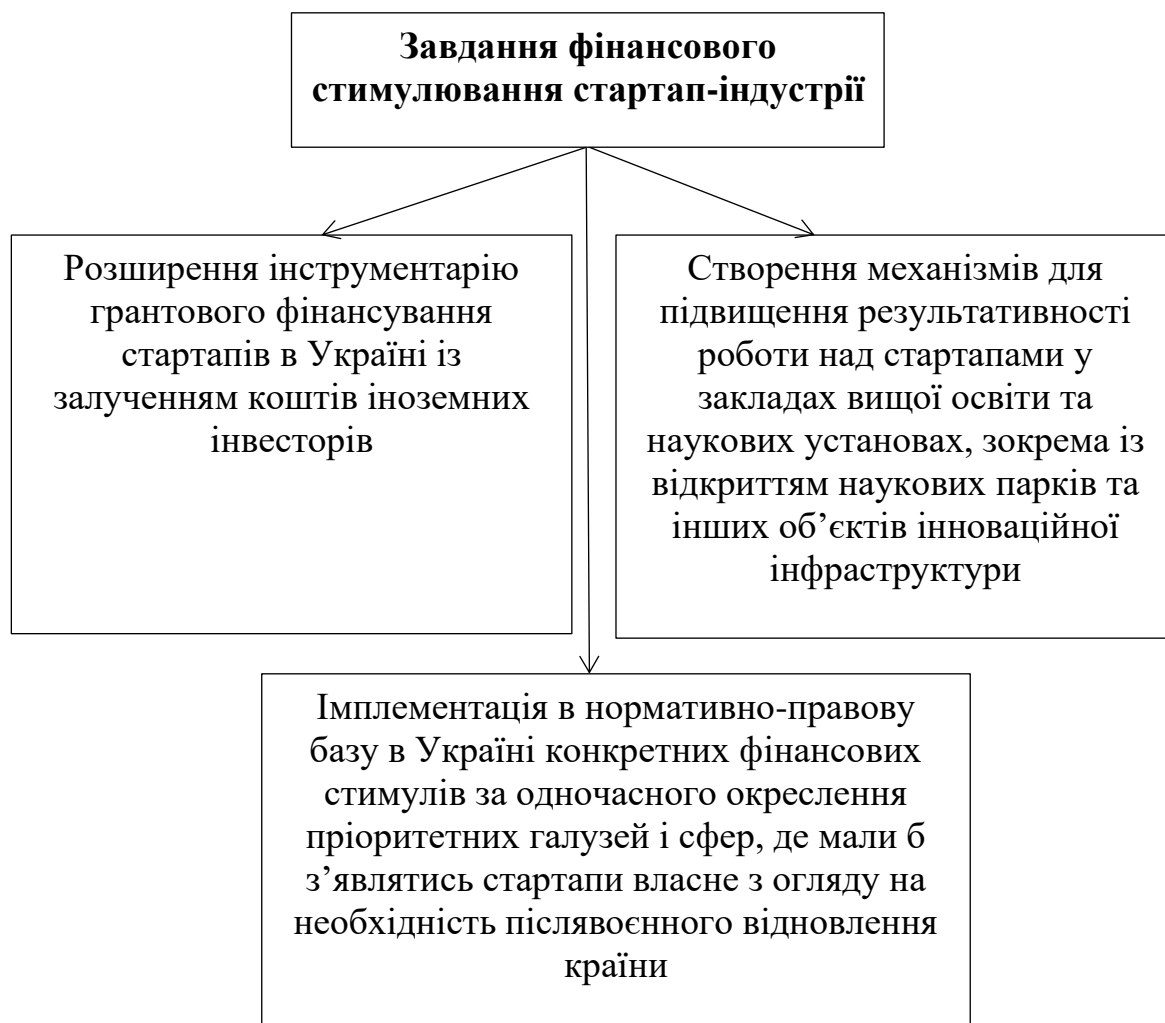 Завдання фінансового
стимулювання стартап-індустрії
Розширення інструментарію
грантового фінансування
стартапів в Україні із
залученням коштів іноземних
інвесторів
Створення механізмів для
підвищення результативності
роботи над стартапами у
закладах вищої освіти та
наукових установах, зокрема із
відкриттям наукових парків та
інших об’єктів інноваційної
інфраструктури
Імплементація в нормативно-правову
базу в Україні конкретних фінансових
стимулів за одночасного окреслення
пріоритетних галузей і сфер, де мали б
з’являтись стартапи власне з огляду на
необхідність післявоєнного відновлення
країни